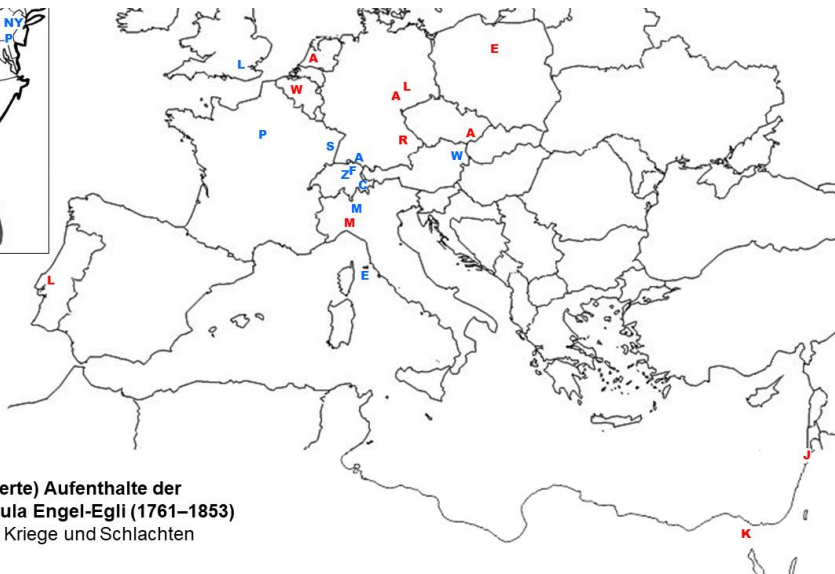 NY
P
L
A
W
E
L
A
A
R
P
S
A
W
Z
F
C
M
M
L
E
J
K
erte) Aufenthalte der
ula Engel-Egli (1761–1853)
Kriege und Schlachten